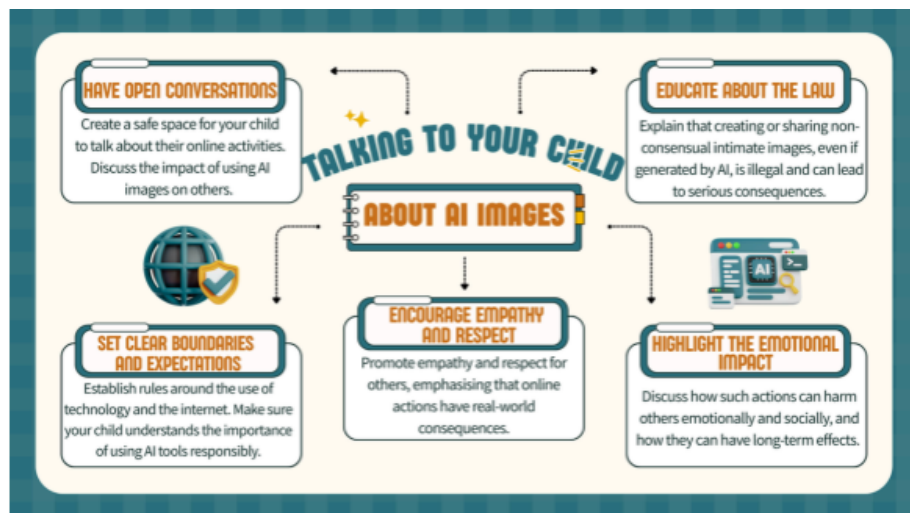 TALKING TO YOUR CHILD
ABOUT AI IMAGES
HAVE OPEN CONVERSATIONS
Create a safe space for your child
to talk about their online activities.
Discuss the impact of using AI
images on others.
EDUCATE ABOUT THE LAW
Explain that creating or sharing non-
consensual intimate images, even if
generated by AI, is illegal and can lead
to serious consequences.
SET CLEAR BOUNDARIES
AND EXPECTATIONS
Establish rules around the use of
technology and the internet. Make sure
your child understands the importance
of using AI tools responsibly.
ENCOURAGE EMPATHY
AND RESPECT
Promote empathy and respect for
others, emphasising that online
actions have real-world
consequences.
AI
HIGHLIGHT THE EMOTIONAL
IMPACT
Discuss how such actions can harm
others emotionally and socially, and
how they can have long-term effects.